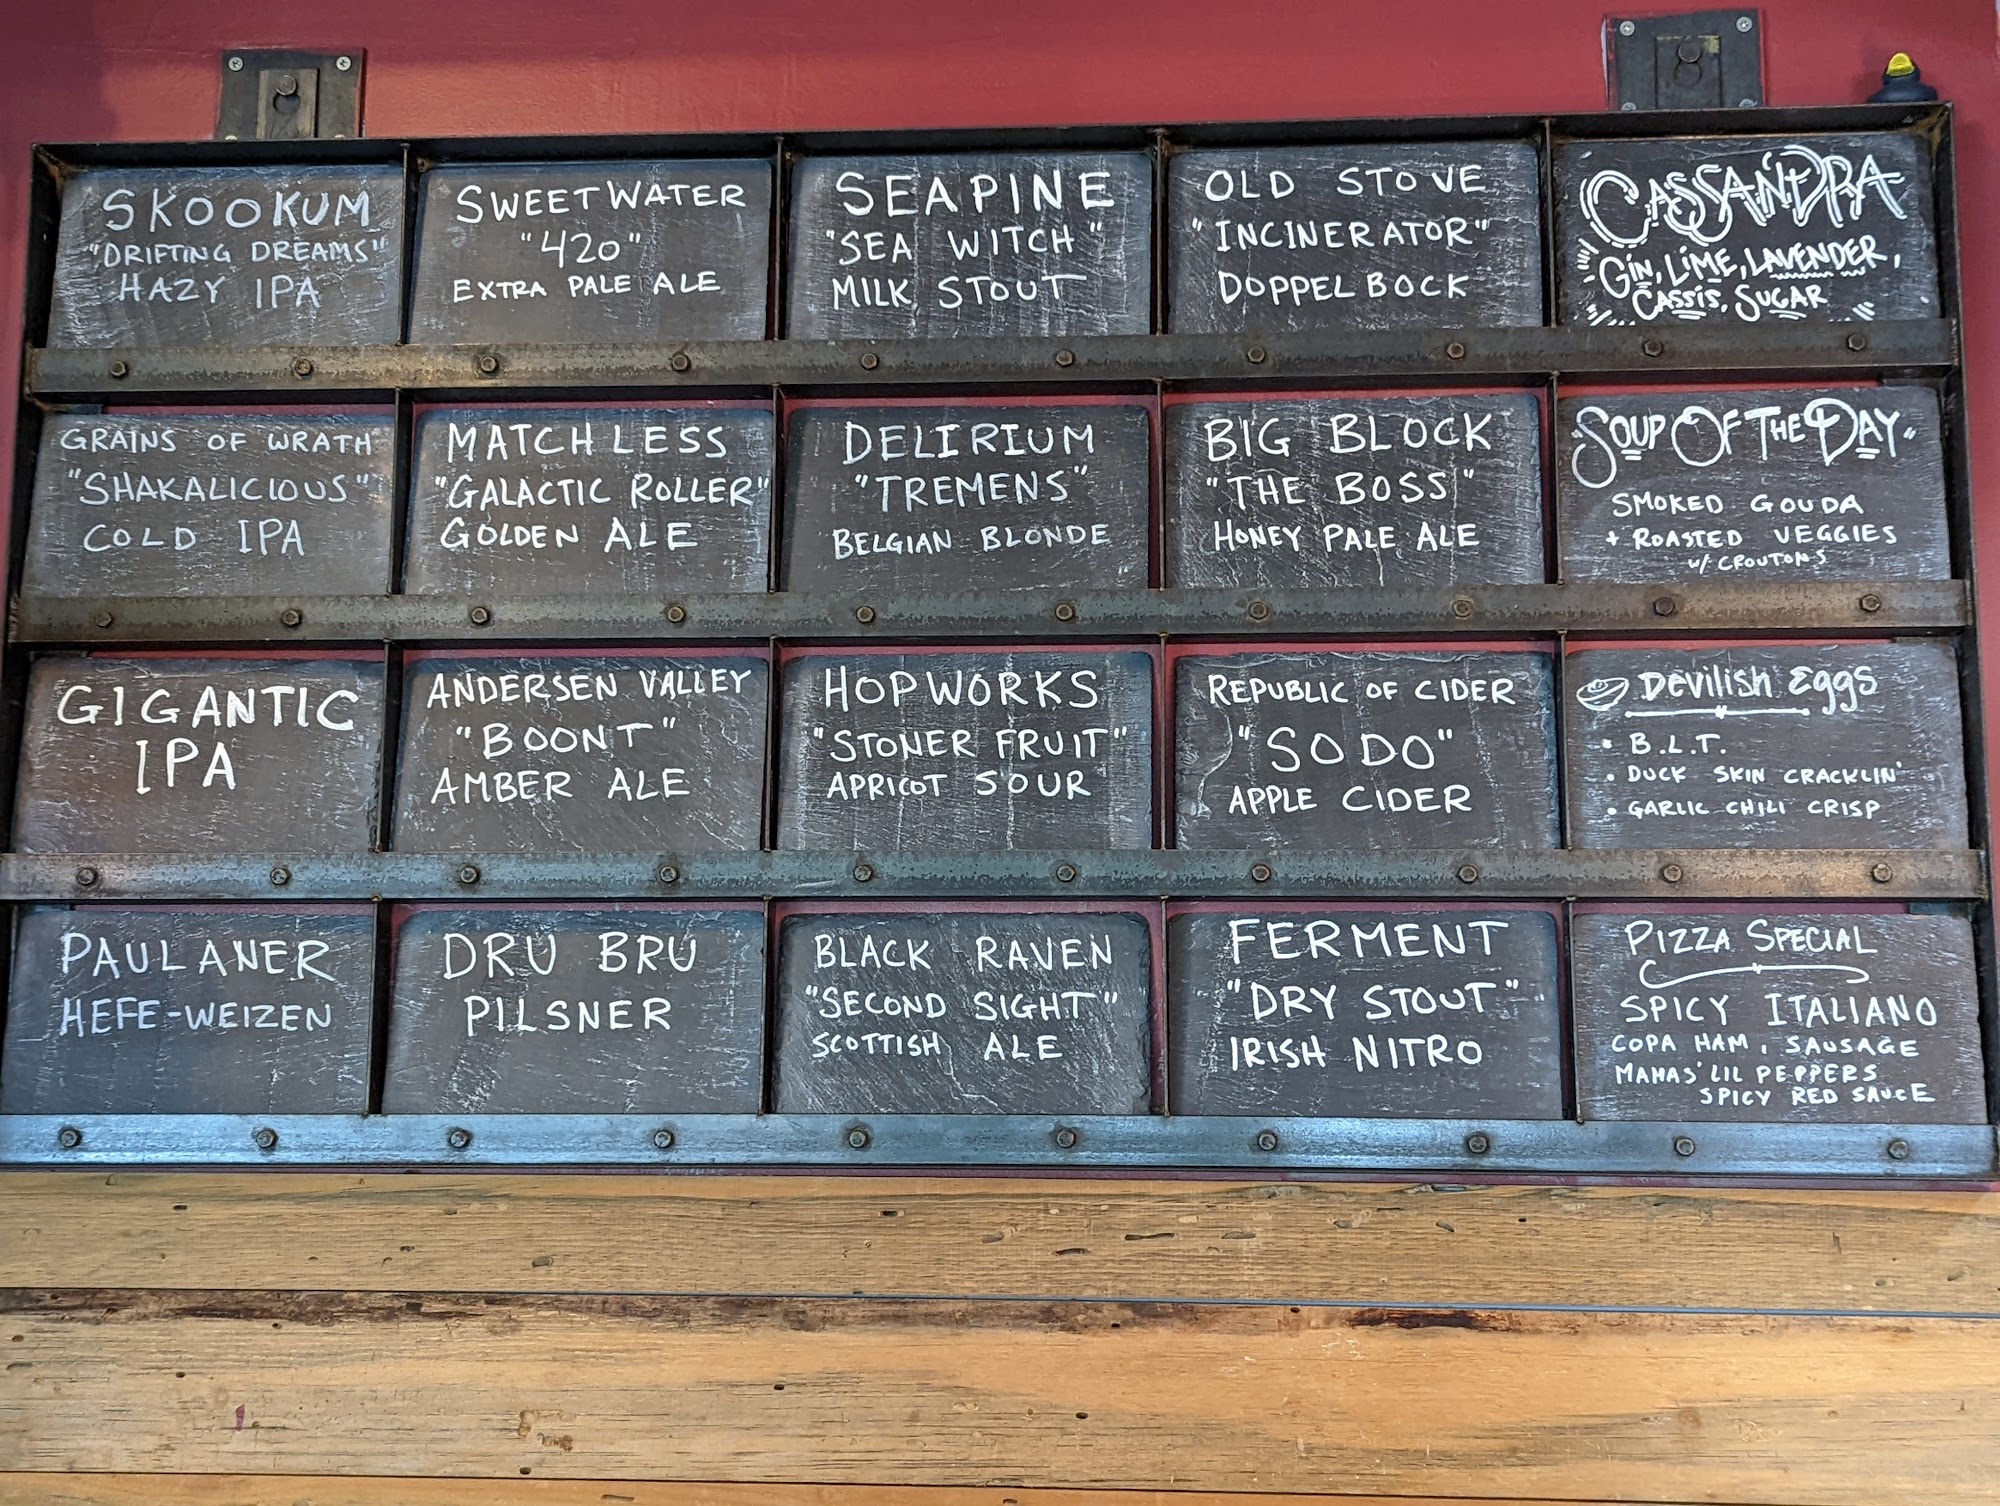 SKOOKUM
"DRIFTING DREAMS"
HAZY IPA
SWEETWATER
"420"
EXTRA PALE ALE
SEAPINE
"SEA WITCH"
MILK STOUT
OLD STOVE
"INCINERATOR"
DOPPELBOCK
CASSANDRA
GIN, LIME, LAVENDER,
CASSIS, SUGAR
GRAINS OF WRATH
"SHAKALICIOUS"
COLD IPA
MATCHLESS
"GALACTIC ROLLER"
GOLDEN ALE
DELIRIUM
"TREMENS"
BELGIAN BLONDE
BIG BLOCK
"THE BOSS"
HONEY PALE ALE
"SOUP OF THE DAY"
SMOKED GOUDA
+ ROASTED VEGGIES
W/ CROUTONS
GIGANTIC
IPA
ANDERSEN VALLEY
"BOONT"
AMBER ALE
HOPWORKS
"STONER FRUIT"
APRICOT SOUR
REPUBLIC OF CIDER
"SODO"
APPLE CIDER
DEVILISH EGGS
• B.L.T.
• DUCK SKIN CRACKLIN'
• GARLIC CHILI CRISP
PAULANER
HEFE-WEIZEN
DRU BRU
PILSNER
BLACK RAVEN
"SECOND SIGHT"
SCOTTISH ALE
FERMENT
"DRY STOUT"
IRISH NITRO
PIZZA SPECIAL
SPICY ITALIANO
COPA HAM, SAUSAGE
MAMAS' LIL PEPPERS
SPICY RED SAUCE